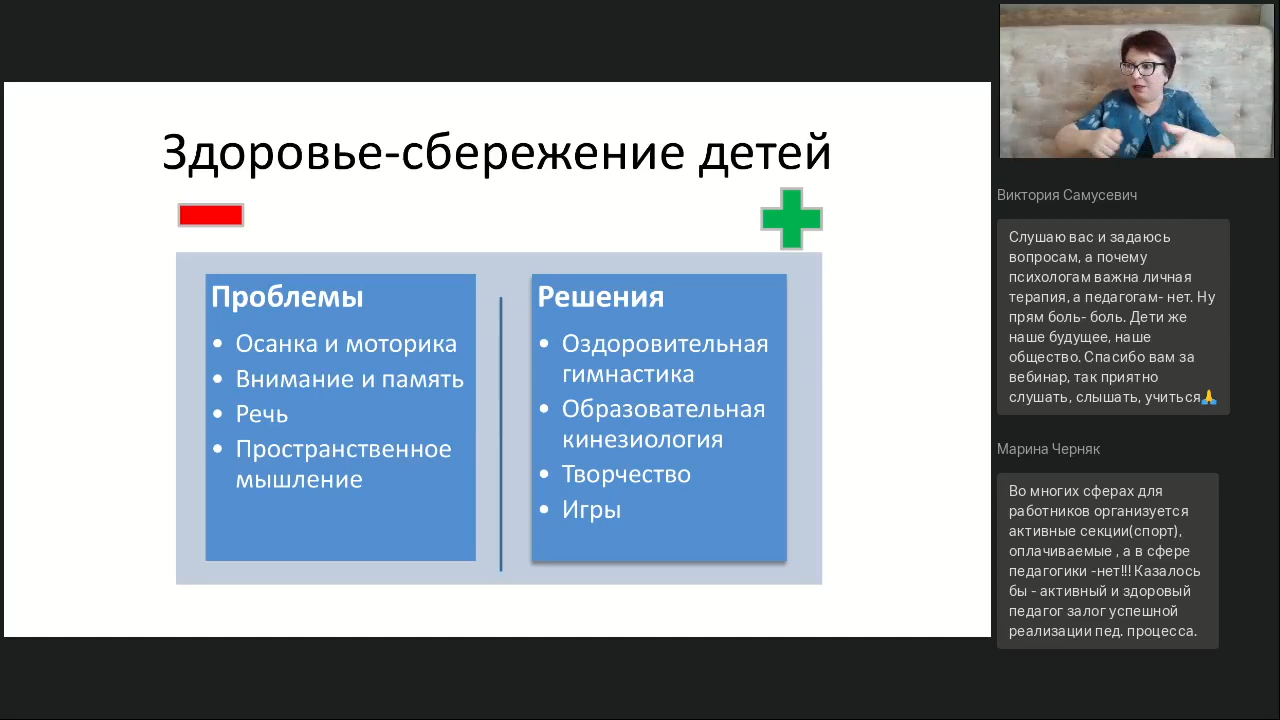 Здоровье-сбережение детей
Проблемы
• Осанка и моторика
• Внимание и память
• Речь
• Пространственное
мышление
Решения
• Оздоровительная
гимнастика
• Образовательная
кинезиология
• Творчество
• Игры
Виктория Самусевич
Слушаю вас и задаюсь
вопросам, а почему
психологам важна личная
терапия, а педагогам- нет. Ну
прям боль- боль. Дети же
наше будущее, наше
общество. Спасибо вам за
вебинар, так приятно
слушать, слышать, учиться🙏
Марина Черняк
Во многих сферах для
работников организуется
активные секции(спорт),
оплачиваемые , а в сфере
педагогики -нет!!! Казалось
бы - активный и здоровый
педагог залог успешной
реализации пед. процесса.